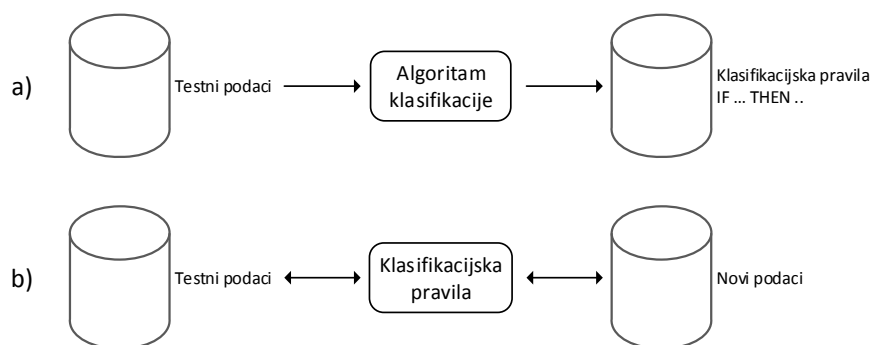 a)
Testni podaci
Algoritam
klasifikacije
Klasifikacijska pravila
IF ... THEN ..
b)
Testni podaci
Klasifikacijska
pravila
Novi podaci